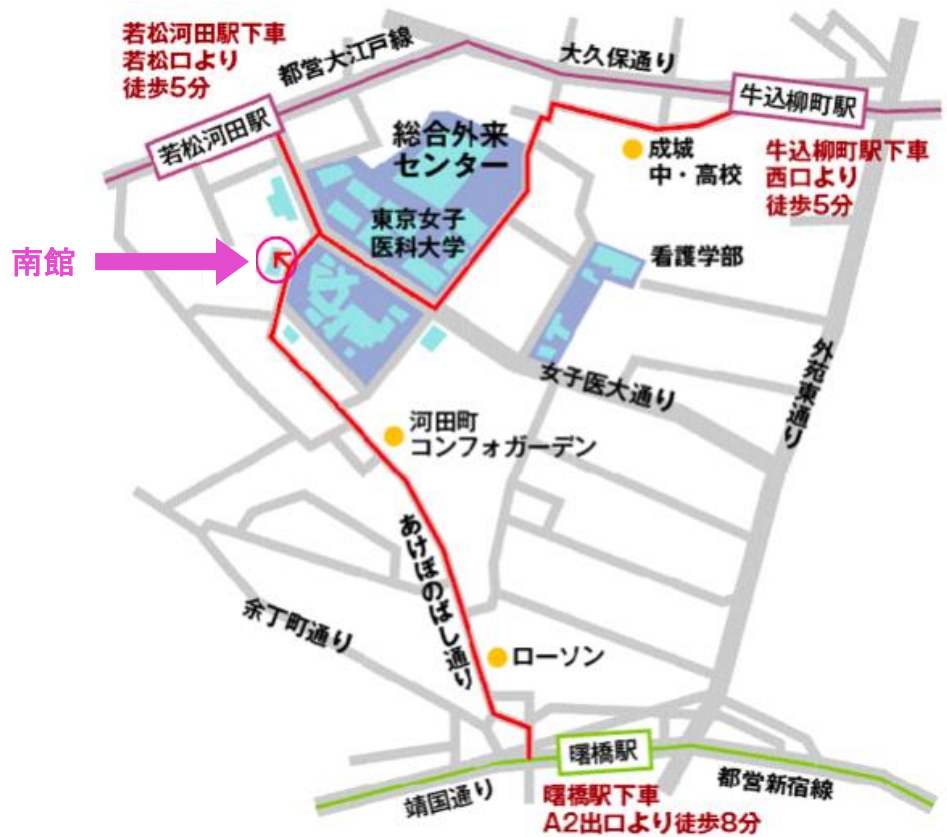 若松河田駅下車
若松口より
徒歩5分
都営大江戸線
大久保通り
若松河田駅
牛込柳町駅
総合外来
センター
成城
中・高校
牛込柳町駅下車
西口より
徒歩5分
東京女子
医科大学
南館
看護学部
女子医大通り
外苑東通り
河田町
コンフォガーデン
あけぼのばし通り
余丁町通り
ローソン
曙橋駅
靖国通り
都営新宿線
曙橋駅下車
A2出口より徒歩8分